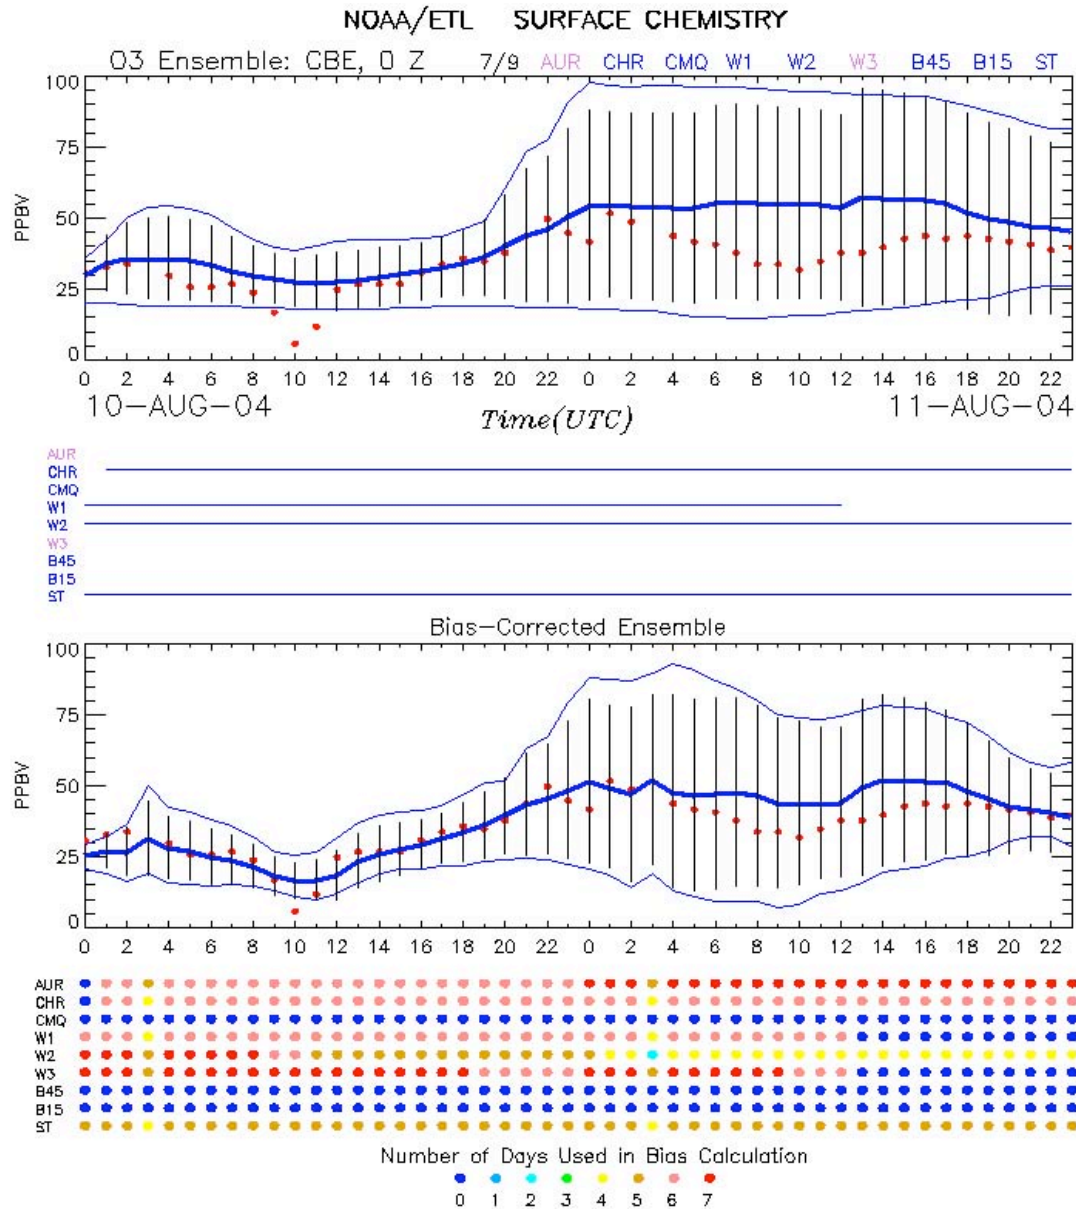 NOAA/ETL SURFACE CHEMISTRY
O3 Ensemble: CBE, 0 Z 7/9 AUR CHR CMQ W1 W2 W3 B45 B15 ST
100
75
PPBV
50
25
0
0 2 4 6 8 10 12 14 16 18 20 22 0 2 4 6 8 10 12 14 16 18 20 22
10-AUG-04 Time(UTC) 11-AUG-04
AUR
CHR
CMQ
W1
W2
W3
B45
B15
ST
Bias-Corrected Ensemble
100
75
PPBV
50
25
0
0 2 4 6 8 10 12 14 16 18 20 22 0 2 4 6 8 10 12 14 16 18 20 22
AUR
CHR
CMQ
W1
W2
W3
B45
B15
ST
Number of Days Used in Bias Calculation
0 1 2 3 4 5 6 7